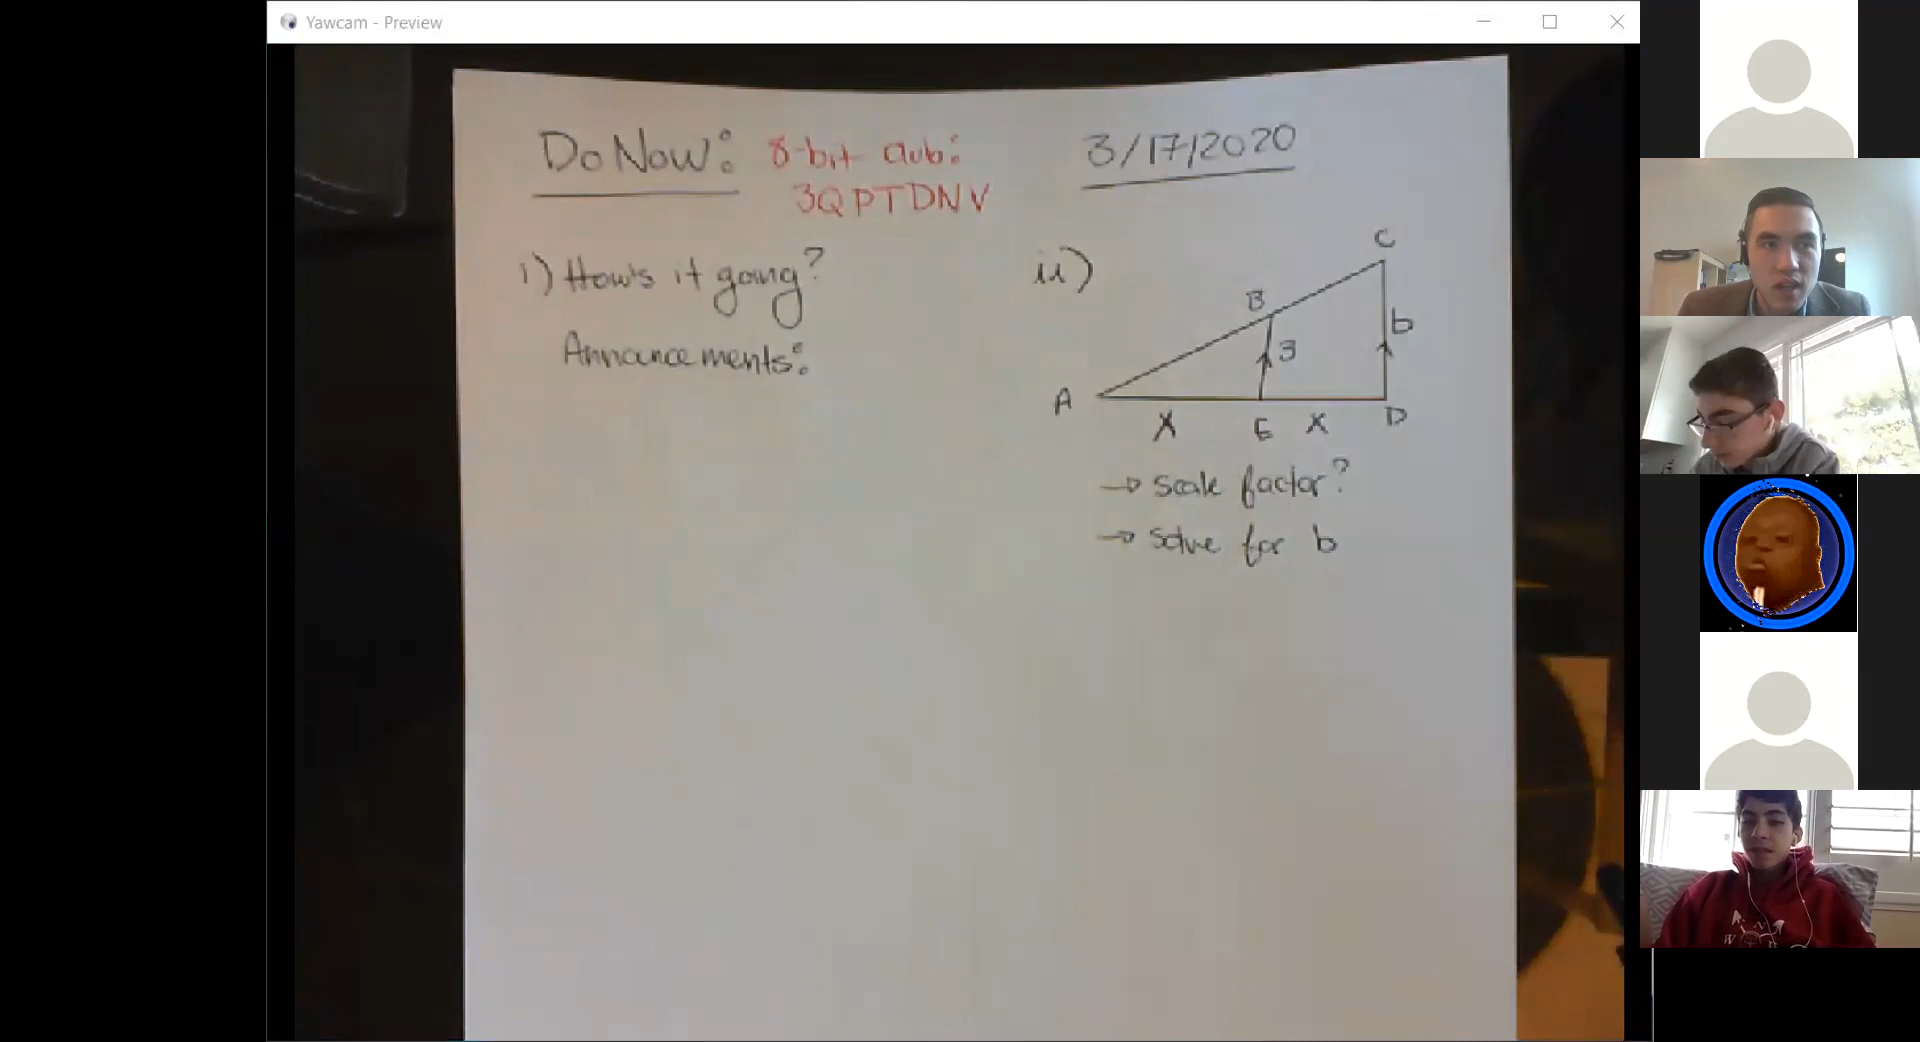 Yawcam - Preview
Do Now:
8-bit club:
3QPTDNV
3/17/2020
i) How's it going?
Annancements:
ii)
C
B
b
3
A
X
E
X
D
→ scale factor?
→ solve for b